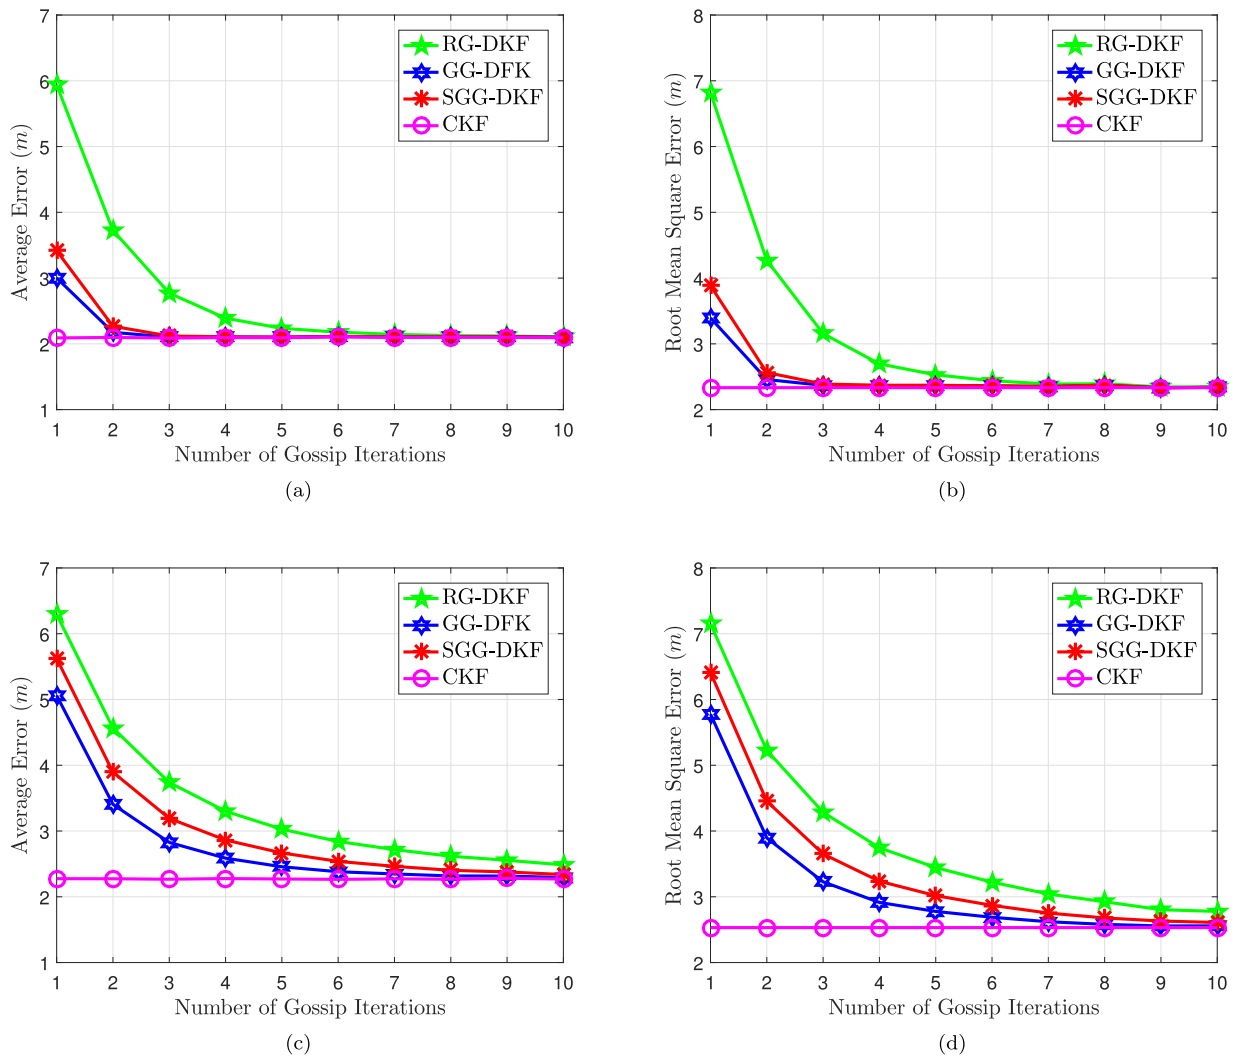 7
6
5
4
3
2
1
Average Error (m)
RG-DKF
GG-DFK
SGG-DKF
CKF
1 2 3 4 5 6 7 8 9 10
Number of Gossip Iterations
(a)
8
7
6
5
4
3
2
Root Mean Square Error (m)
RG-DKF
GG-DKF
SGG-DKF
CKF
1 2 3 4 5 6 7 8 9 10
Number of Gossip Iterations
(b)
7
6
5
4
3
2
1
Average Error (m)
RG-DKF
GG-DFK
SGG-DKF
CKF
1 2 3 4 5 6 7 8 9 10
Number of Gossip Iterations
(c)
8
7
6
5
4
3
2
Root Mean Square Error (m)
RG-DKF
GG-DKF
SGG-DKF
CKF
1 2 3 4 5 6 7 8 9 10
Number of Gossip Iterations
(d)